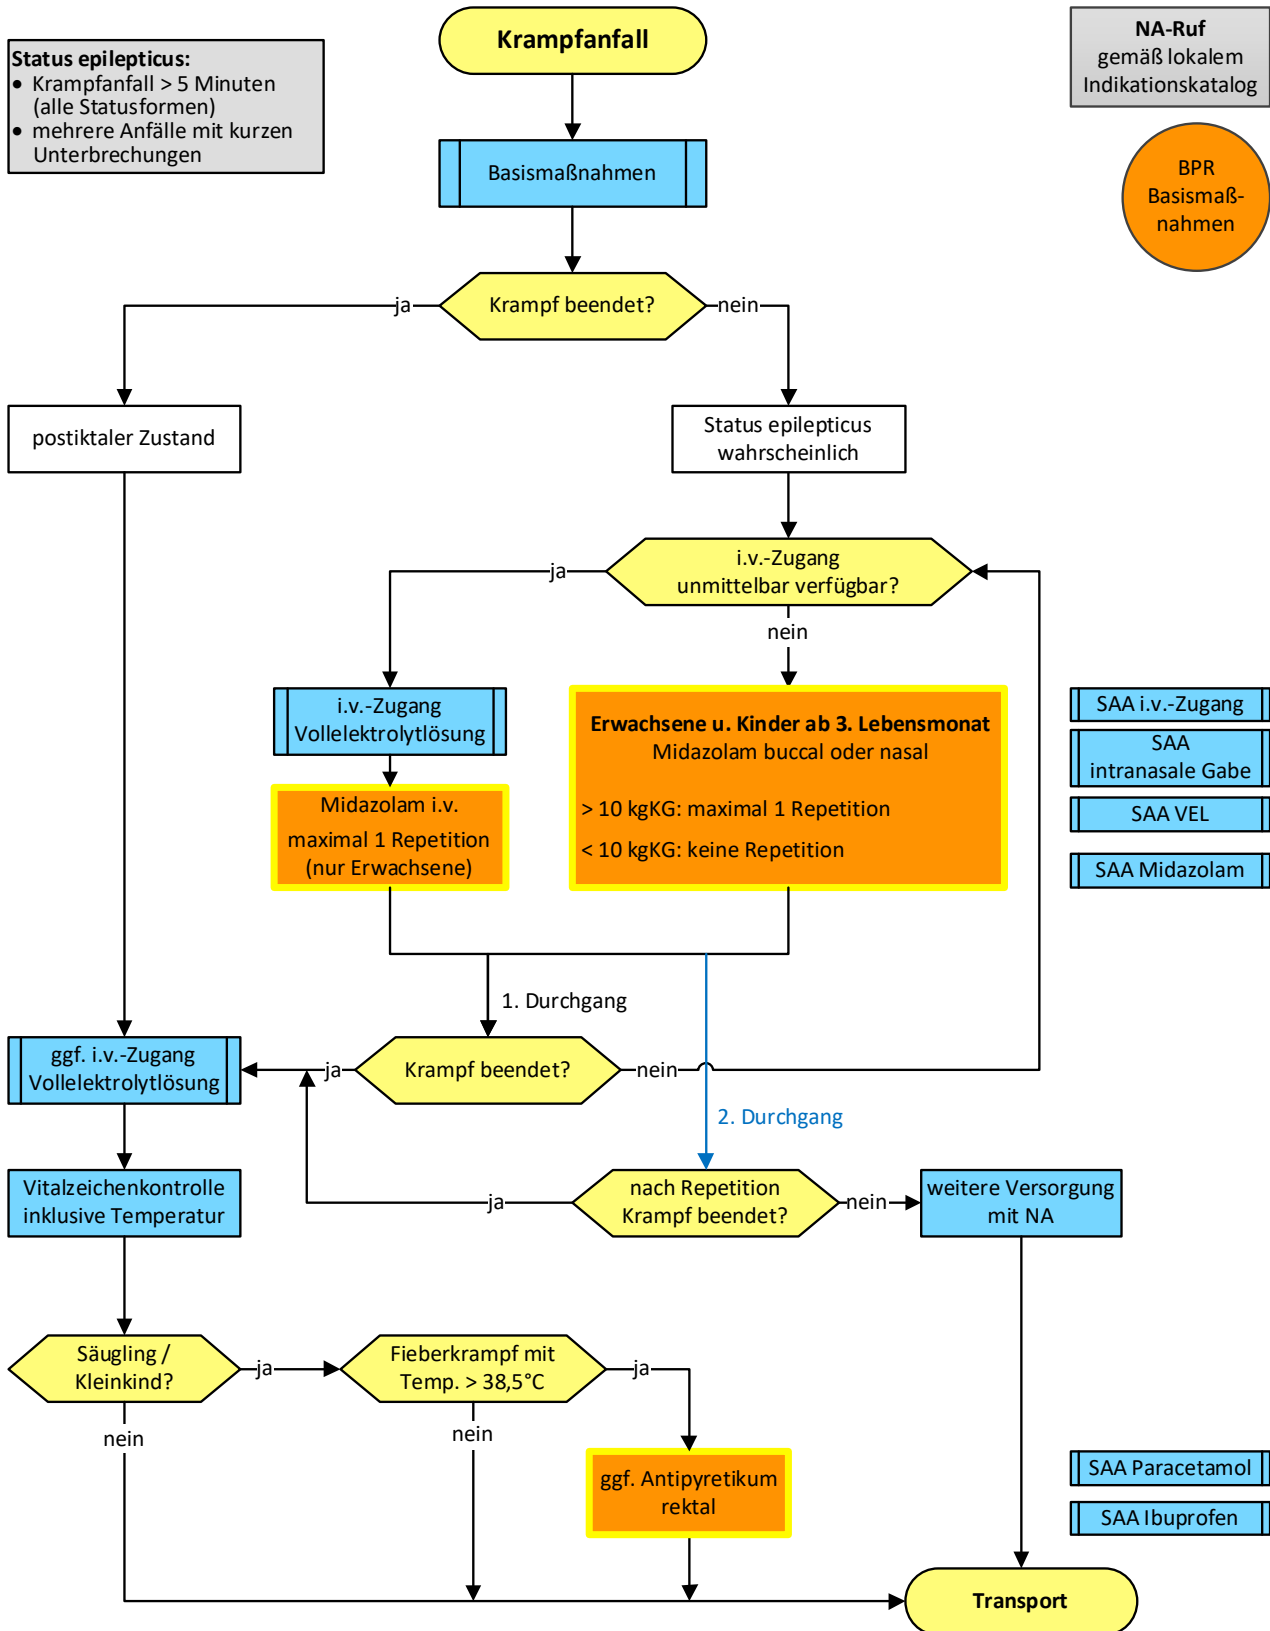 Krampfanfall
NA-Ruf
gemäß lokalem
Indikationskatalog
Status epilepticus:
• Krampfanfall > 5 Minuten
(alle Statusformen)
• mehrere Anfälle mit kurzen
Unterbrechungen
BPR
Basismaß-
nahmen
Basismaßnahmen
Krampf beendet?
ja
nein
postiktaler Zustand
Status epilepticus
wahrscheinlich
i.v.-Zugang
unmittelbar verfügbar?
ja
nein
i.v.-Zugang
Vollelektrolytlösung
Midazolam i.v.
maximal 1 Repetition
(nur Erwachsene)
Erwachsene u. Kinder ab 3. Lebensmonat
Midazolam buccal oder nasal
> 10 kgKG: maximal 1 Repetition
< 10 kgKG: keine Repetition
SAA i.v.-Zugang
SAA
intranasale Gabe
SAA VEL
SAA Midazolam
1. Durchgang
ggf. i.v.-Zugang
Vollelektrolytlösung
ja
Krampf beendet?
nein
2. Durchgang
Vitalzeichenkontrolle
inklusive Temperatur
ja
nach Repetition
Krampf beendet?
nein
weitere Versorgung
mit NA
Säugling /
Kleinkind?
ja
Fieberkrampf mit
Temp. > 38,5°C
ja
nein
nein
ggf. Antipyretikum
rektal
SAA Paracetamol
SAA Ibuprofen
Transport